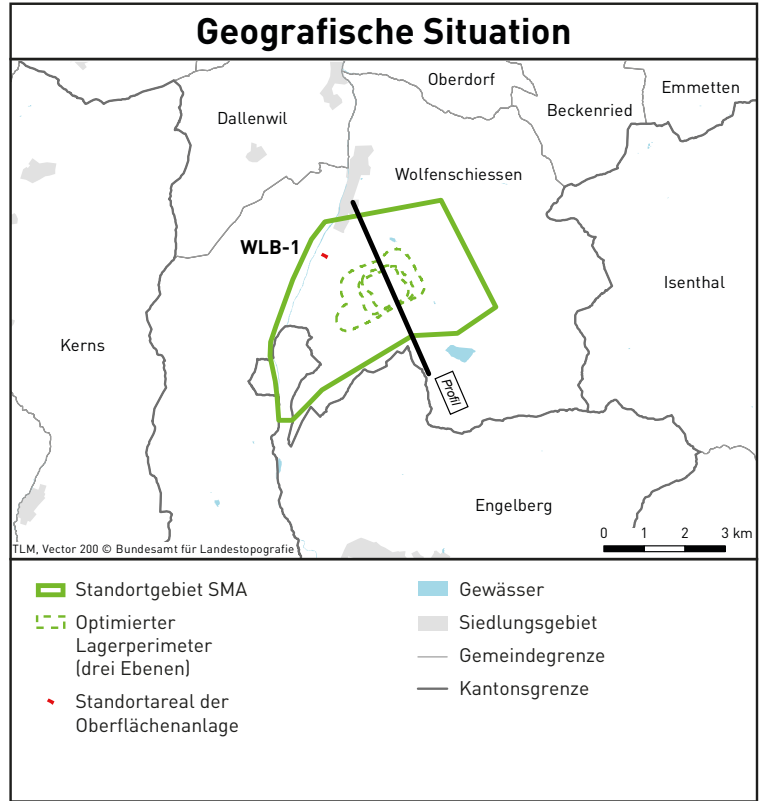 Geografische Situation
Oberdorf
Emmetten
Beckenried
Dallenwil
Wolfenschiessen
WLB-1
Isenthal
Kerns
Profil
Engelberg
0 1 2 3 km
TLM, Vector 200 © Bundesamt für Landestopografie
Standortgebiet SMA
Optimierter
Lagerperimeter
(drei Ebenen)
Standortareal der
Oberflächenanlage
Gewässer
Siedlungsgebiet
Gemeindegrenze
Kantonsgrenze